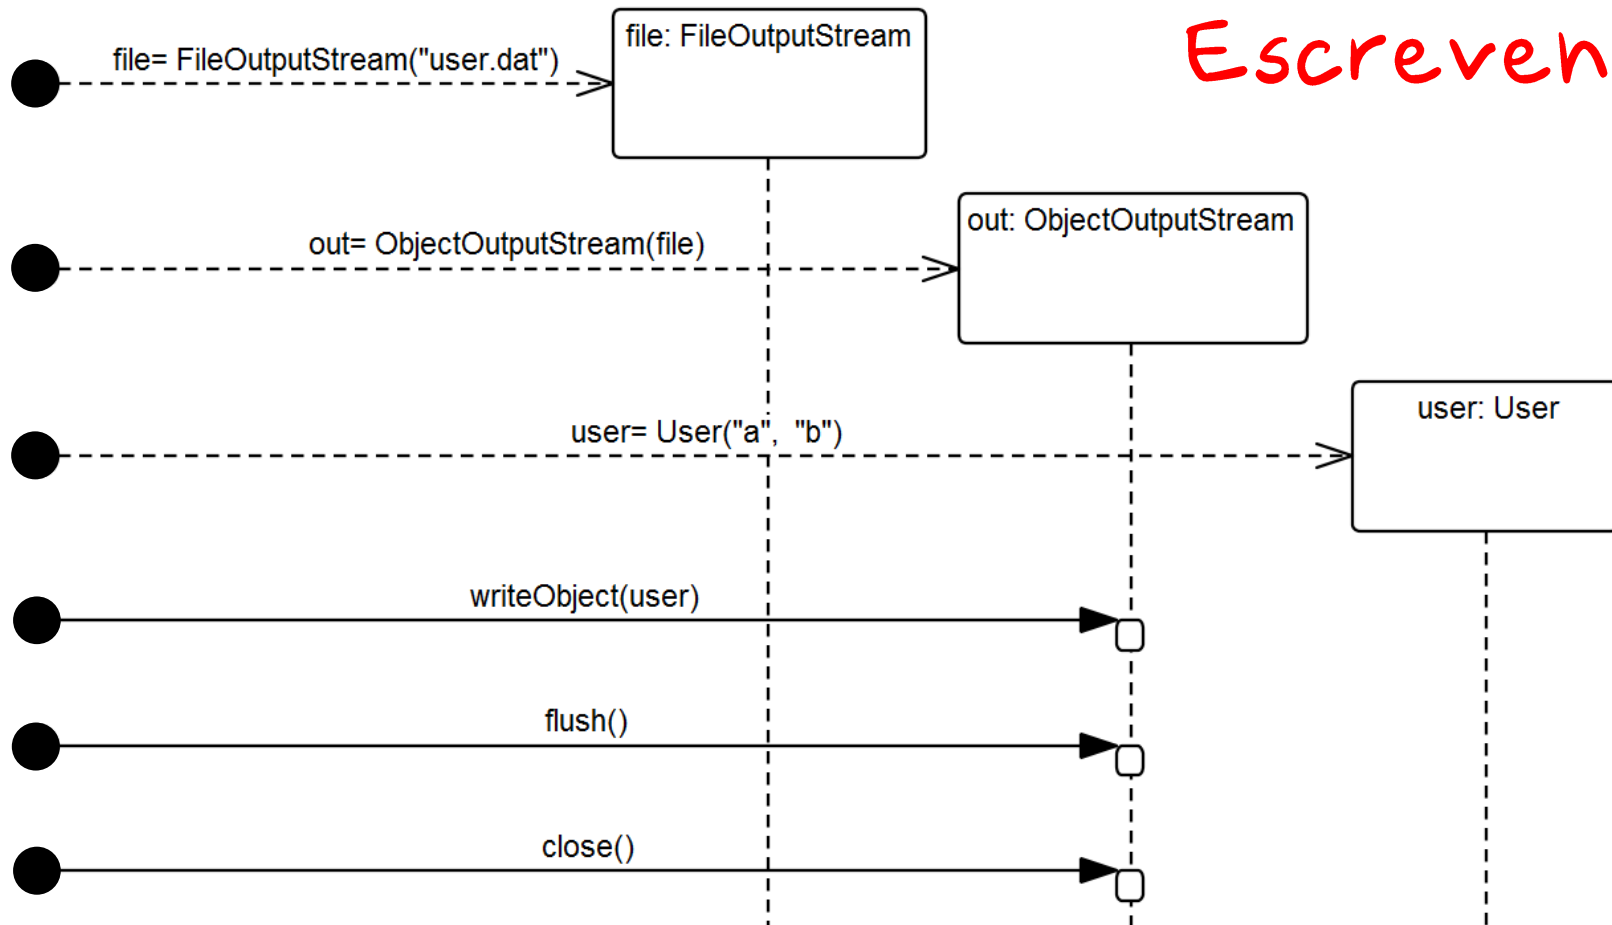 file= FileOutputStream("user.dat")
file: FileOutputStream
Escreven
out= ObjectOutputStream(file)
out: ObjectOutputStream
user= User("a", "b")
user: User
writeObject(user)
flush()
close()